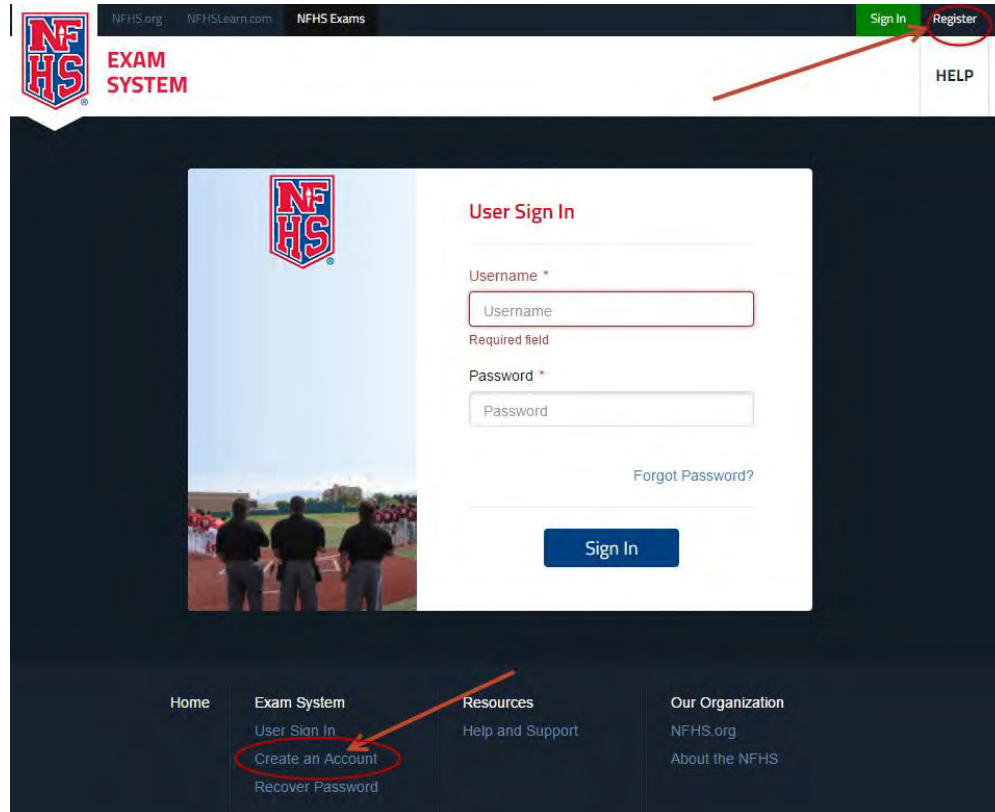 NFHS.org NFHSLearn.com NFHS Exams Sign In Register
NF
HS
®
EXAM
SYSTEM
HELP
NF
HS
®
User Sign In
Username *
Username
Required field
Password *
Password
Forgot Password?
Sign In
Home
Exam System
User Sign In
Create an Account
Recover Password
Resources
Help and Support
Our Organization
NFHS.org
About the NFHS